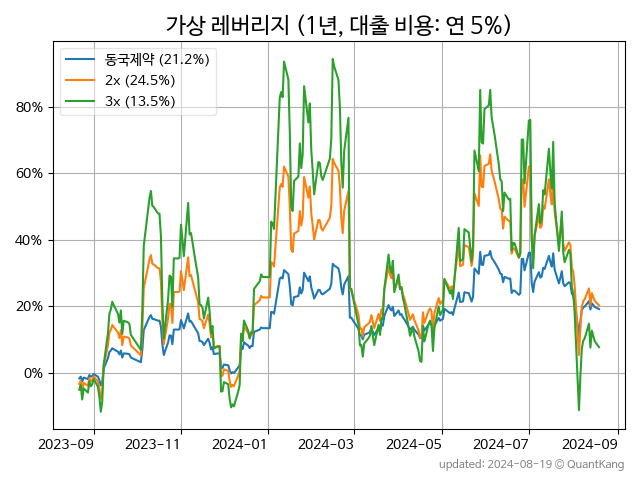 가상 레버리지 (1년, 대출 비용: 연 5%)
동국제약 (21.2%)
2x (24.5%)
3x (13.5%)
80%
60%
40%
20%
0%
2023-09 2023-11 2024-01 2024-03 2024-05 2024-07 2024-09
updated: 2024-08-19 © QuantKang